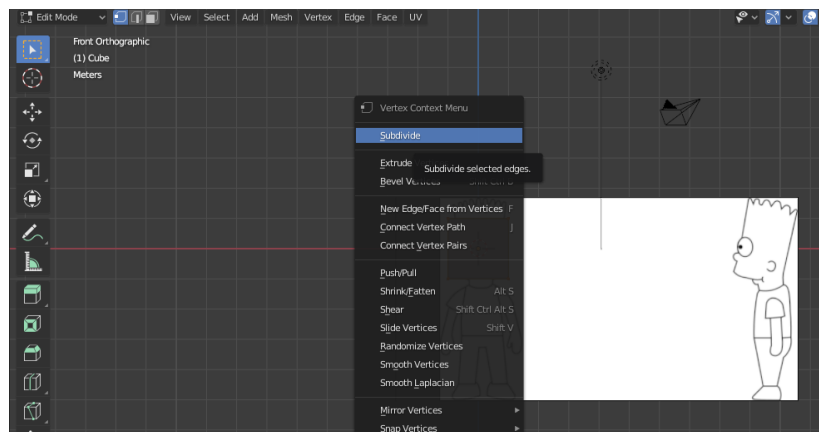 Edit Mode View Select Add Mesh Vertex Edge Face UV
Front Orthographic
(1) Cube
Meters
Vertex Context Menu
Subdivide
Extrude
Subdivide selected edges.
Bevel Vertices Shift Ctrl B
New Edge/Face from Vertices F
Connect Vertex Path J
Connect Vertex Pairs
Push/Pull
Shrink/Fatten Alt S
Shear Shift Ctrl Alt S
Slide Vertices Shift V
Randomize Vertices
Smooth Vertices
Smooth Laplacian
Mirror Vertices
Snap Vertices